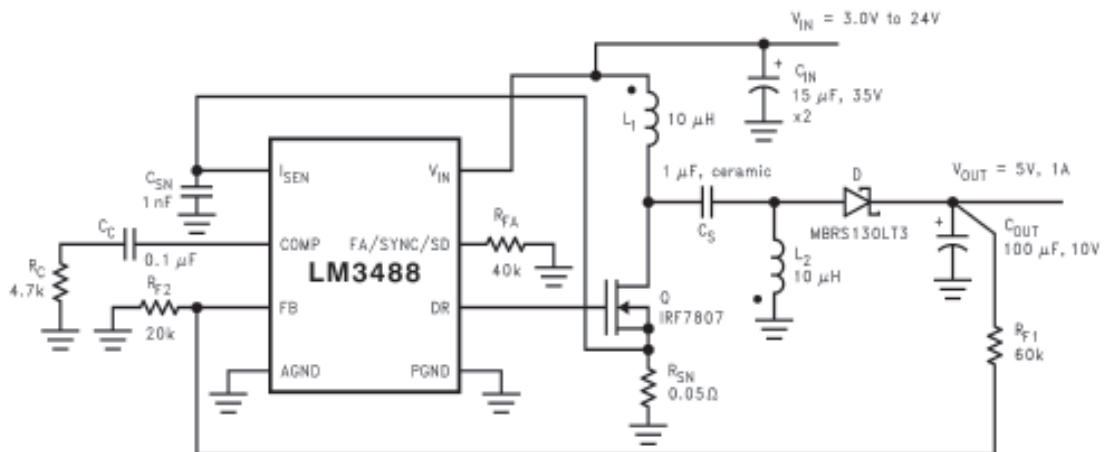 V_IN = 3.0V to 24V
+
C_IN
15 μF, 35V
x2
L_1
10 μH
I_SEN
V_IN
C_SN
1 nF
1 μF, ceramic
D
V_OUT = 5V, 1A
C_C
R_FA
C_S
MBRS130LT3
+
C_OUT
100 μF, 10V
COMP
FA/SYNC/SD
0.1 μF
LM3488
40k
R_C
4.7k
R_F2
L_2
10 μH
FB
DR
Q
IRF7807
20k
R_F1
60k
AGND
PGND
R_SN
0.05Ω